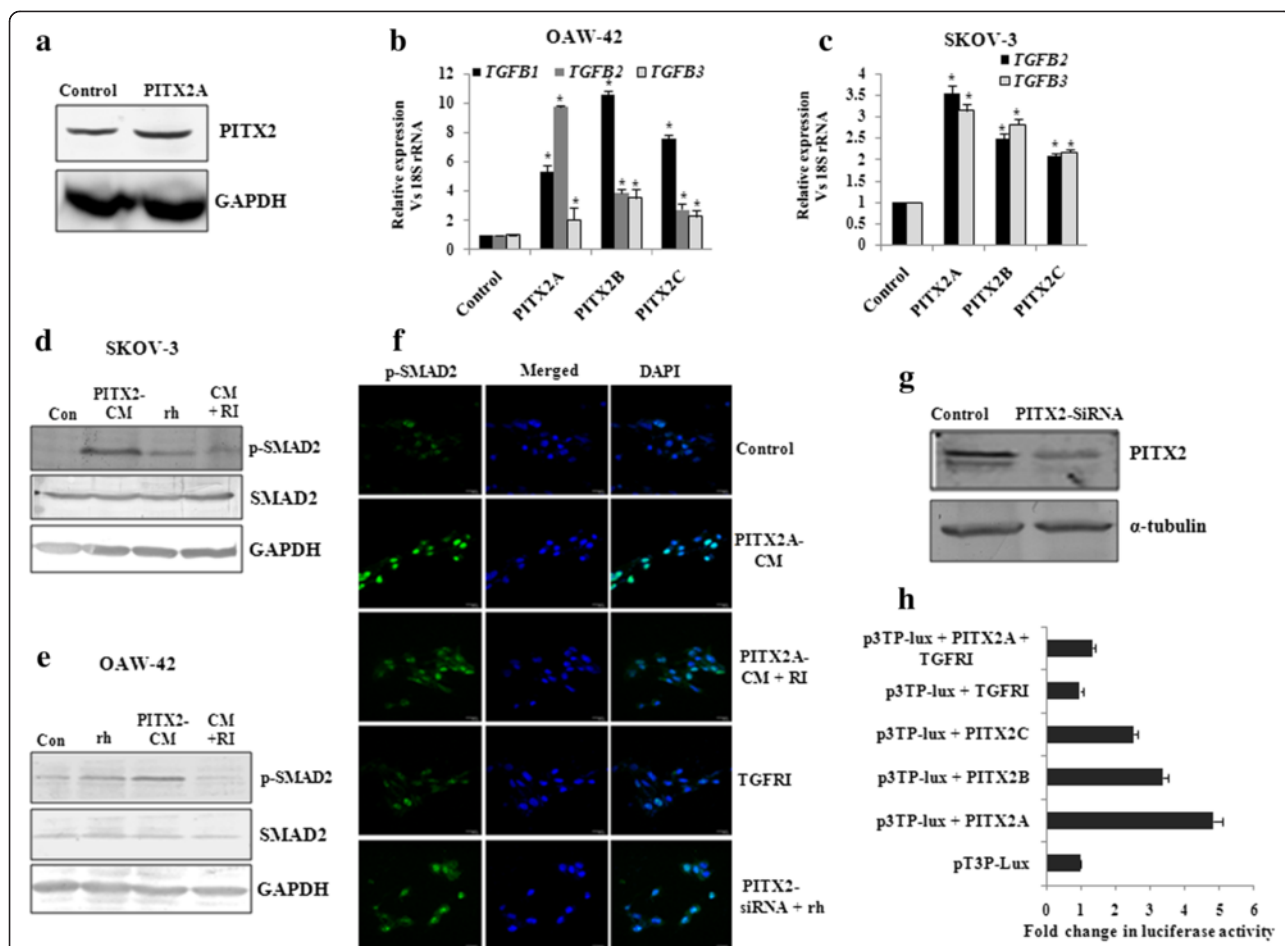 a
Control PITX2A
PITX2
GAPDH
b
OAW-42
TGFB1 TGFB2 TGFB3
Relative expression
Vs 18S rRNA
12
10
8
6
4
2
0
* * * * * * * * *
Control
PITX2A
PITX2B
PITX2C
c
SKOV-3
TGFB2
TGFB3
Relative expression
Vs 18S rRNA
4
3.5
3
2.5
2
1.5
1
0.5
0
* * * * * *
Control
PITX2A
PITX2B
PITX2C
d
SKOV-3
Con PITX2-
CM rh CM
+RI
p-SMAD2
SMAD2
GAPDH
e
OAW-42
Con rh PITX2-
CM CM
+RI
p-SMAD2
SMAD2
GAPDH
f
p-SMAD2 Merged DAPI
Control
PITX2A-
CM
PITX2A-
CM + RI
TGFRI
PITX2-
siRNA + rh
g
Control PITX2-SiRNA
PITX2
α-tubulin
h
p3TP-lux + PITX2A +
TGFRI
p3TP-lux + TGFRI
p3TP-lux + PITX2C
p3TP-lux + PITX2B
p3TP-lux + PITX2A
pT3P-Lux
0 1 2 3 4 5 6
Fold change in luciferase activity